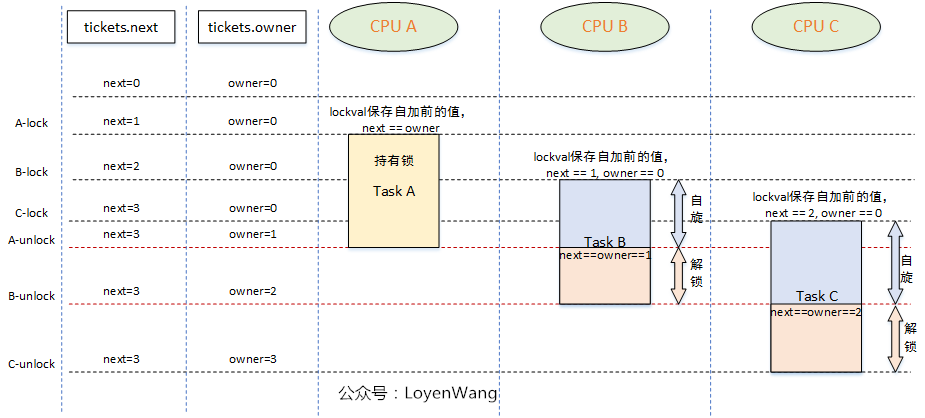 tickets.next
tickets.owner
CPU A
CPU B
CPU C
next=0
owner=0
lockval保存自加前的值，
next == owner
A-lock
next=1
owner=0
持有锁
Task A
lockval保存自加前的值，
next == 1, owner == 0
B-lock
next=2
owner=0
自旋
lockval保存自加前的值，
next == 2, owner == 0
C-lock
next=3
owner=0
A-unlock
next=3
owner=1
Task B
next==owner==1
解锁
自旋
B-unlock
next=3
owner=2
Task C
next==owner==2
解锁
C-unlock
next=3
owner=3
公众号：LoyenWang